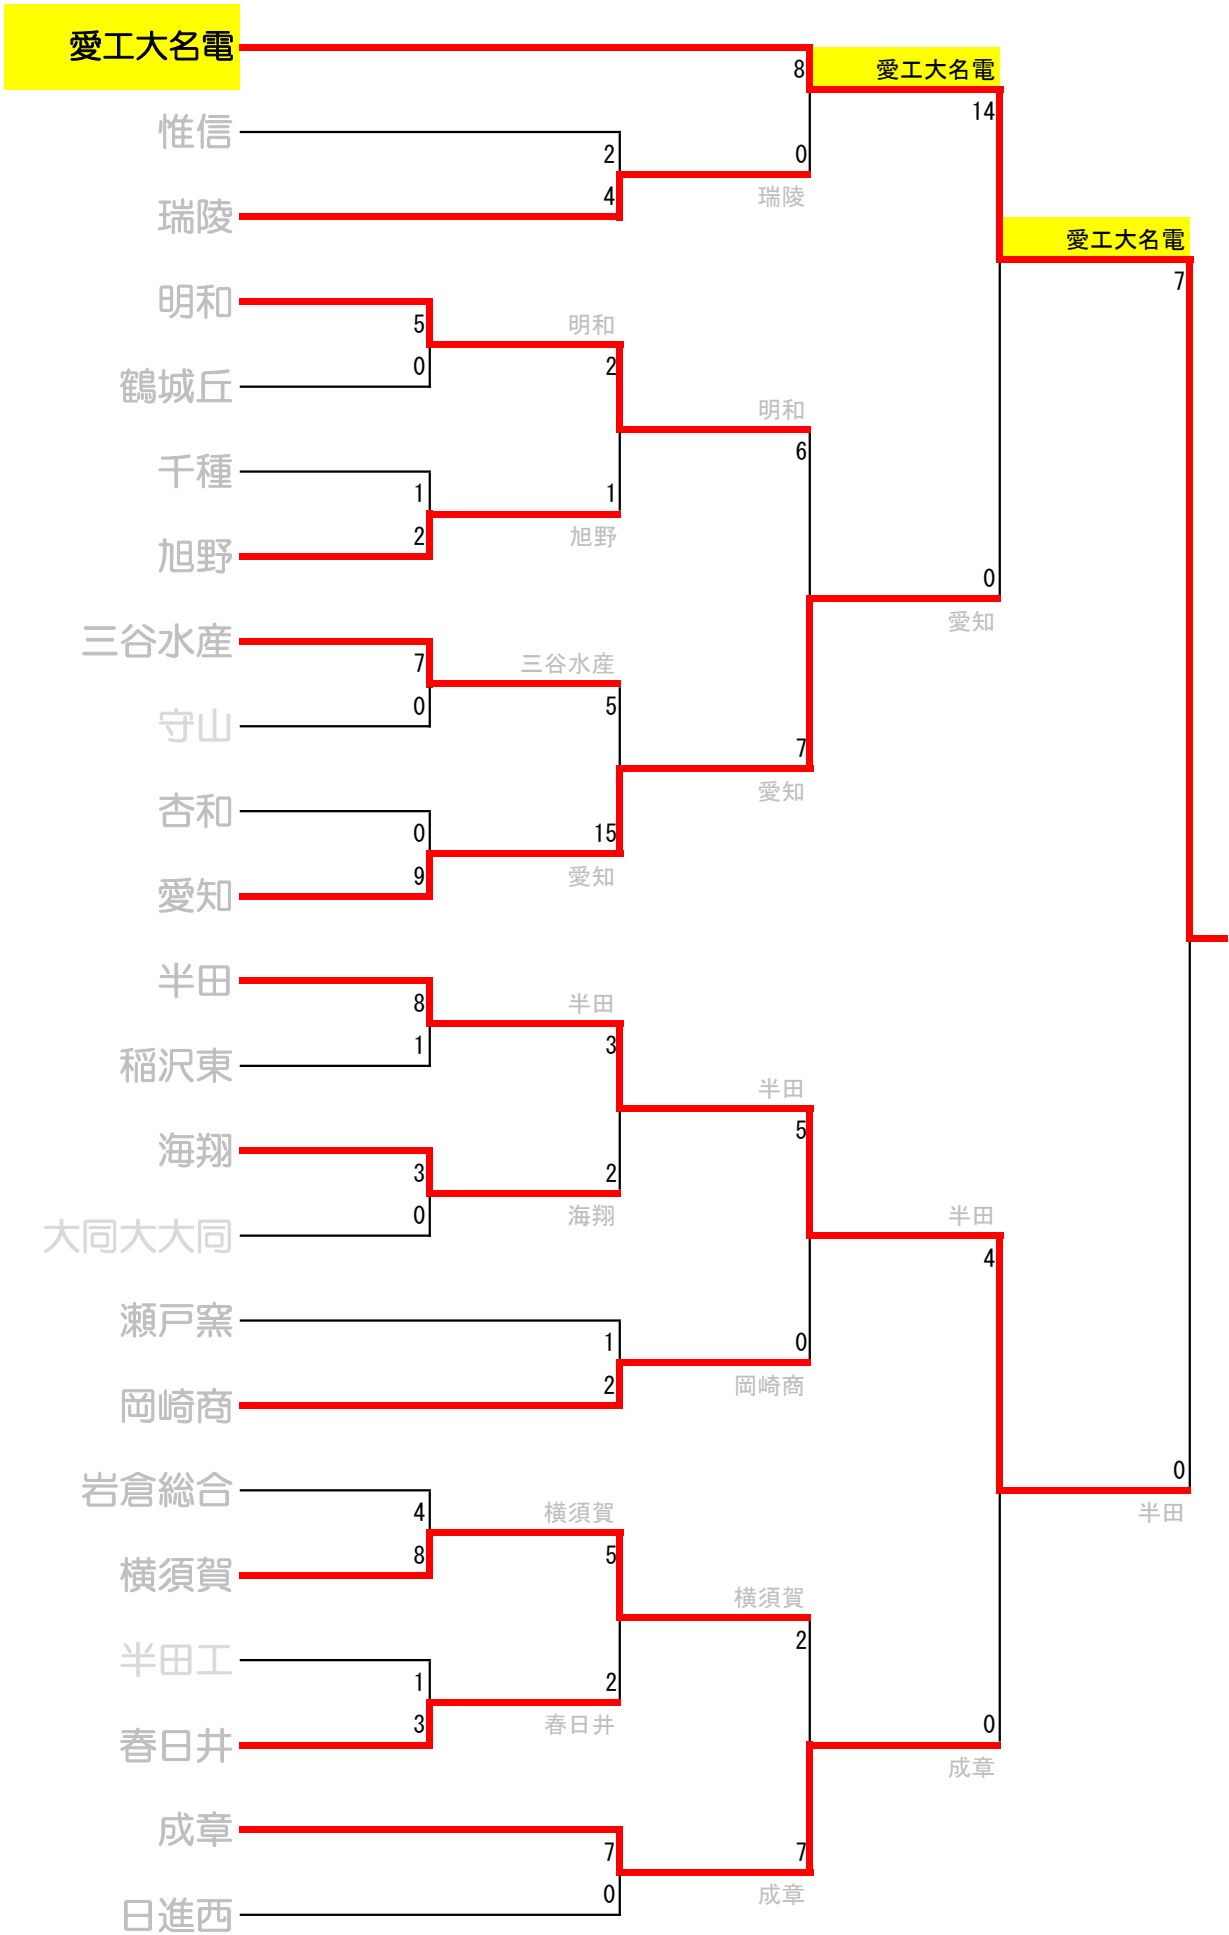 愛工大名電
8
愛工大名電
14
惟信
2
0
4
瑞陵
瑞陵
愛工大名電
7
明和
5
明和
0
2
鶴城丘
明和
6
千種
1
1
2
旭野
旭野
0
愛知
三谷水産
7
三谷水産
0
5
守山
7
愛知
杏和
0
15
9
愛知
愛知
半田
8
半田
1
3
稲沢東
半田
5
海翔
3
2
0
海翔
半田
大同大大同
4
瀬戸窯
1
0
2
岡崎商
岡崎商
0
半田
岩倉総合
4
横須賀
8
5
横須賀
横須賀
2
半田工
1
2
3
春日井
0
春日井
成章
成章
7
7
0
成章
日進西